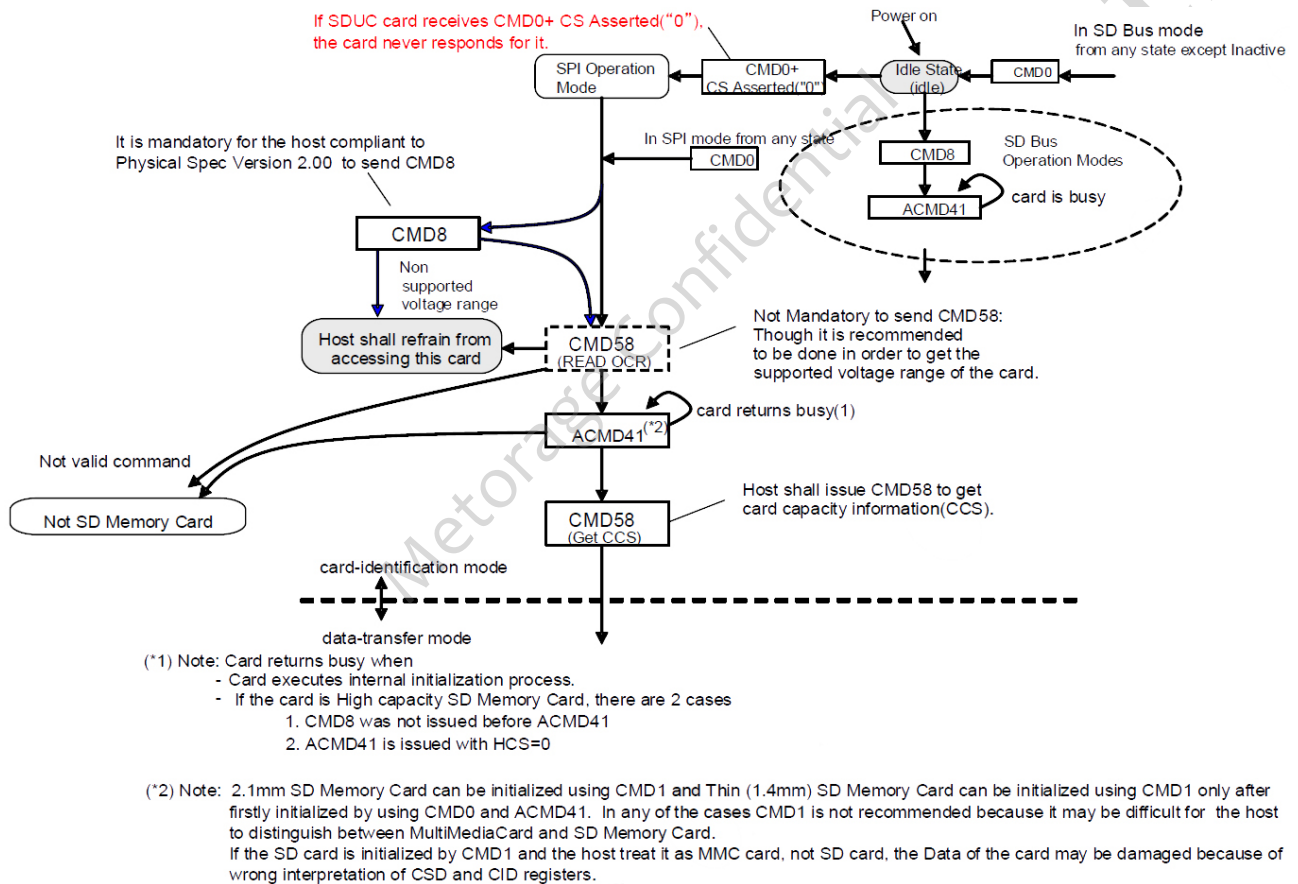 If SDUC card receives CMD0+ CS Asserted("0"),
the card never responds for it.
Power on
In SD Bus mode
from any state except Inactive
SPI Operation
Mode
CMD0+
CS Asserted("0")
Idle State
(idle)
CMD0
It is mandatory for the host compliant to
Physical Spec Version 2.00 to send CMD8
In SPI mode from any state
CMD0
CMD8
SD Bus
Operation Modes
ACMD41
card is busy
CMD8
Non
supported
voltage range
Host shall refrain from
accessing this card
CMD58
(READ OCR)
Not Mandatory to send CMD58:
Though it is recommended
to be done in order to get the
supported voltage range of the card.
ACMD41(*2)
card returns busy(1)
Not valid command
Not SD Memory Card
CMD58
(Get CCS)
Host shall issue CMD58 to get
card capacity information(CCS).
card-identification mode
data-transfer mode
(*1) Note: Card returns busy when
- Card executes internal initialization process.
- If the card is High capacity SD Memory Card, there are 2 cases
1. CMD8 was not issued before ACMD41
2. ACMD41 is issued with HCS=0
(*2) Note: 2.1mm SD Memory Card can be initialized using CMD1 and Thin (1.4mm) SD Memory Card can be initialized using CMD1 only after
firstly initialized by using CMD0 and ACMD41. In any of the cases CMD1 is not recommended because it may be difficult for the host
to distinguish between MultiMediaCard and SD Memory Card.
If the SD card is initialized by CMD1 and the host treat it as MMC card, not SD card, the Data of the card may be damaged because of
wrong interpretation of CSD and CID registers.
Metorage Confidential